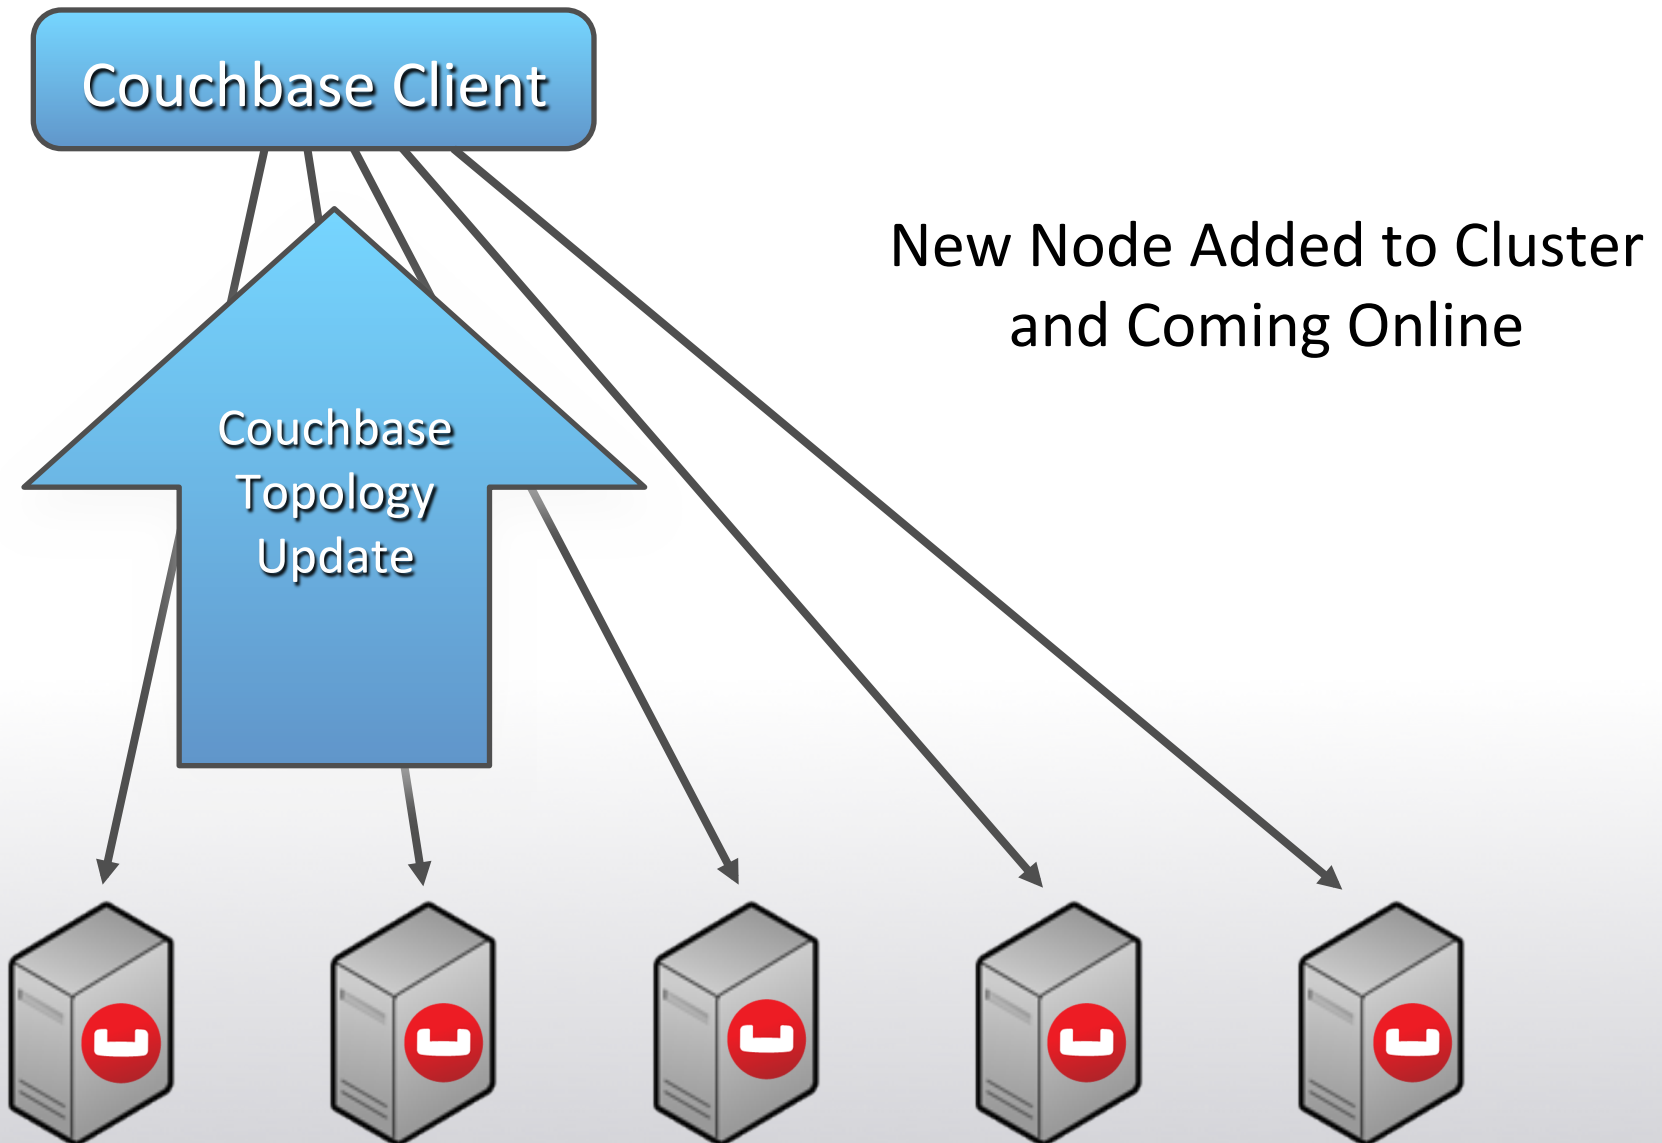 Couchbase Client
New Node Added to Cluster
and Coming Online
Couchbase
Topology
Update